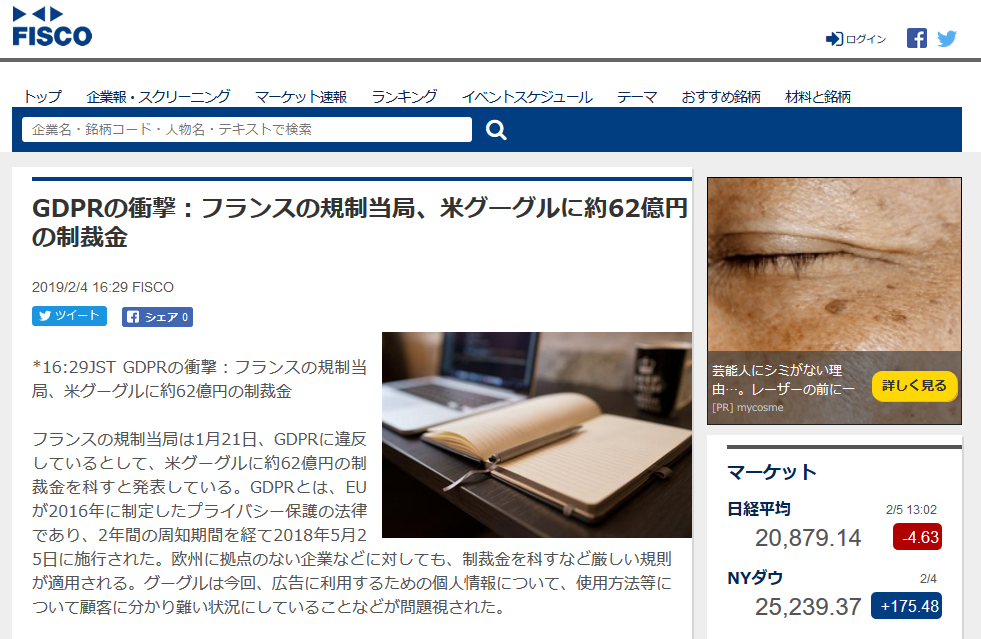 FISCO
ログイン
トップ 企業報・スクリーニング マーケット速報 ランキング イベントスケジュール テーマ おすすめ銘柄 材料と銘柄
企業名・銘柄コード・人物名・テキストで検索
GDPRの衝撃：フランスの規制当局、米グーグルに約62億円
の制裁金
2019/2/4 16:29 FISCO
ツイート
シェア 0
*16:29JST GDPRの衝撃：フランスの規制当
局、米グーグルに約62億円の制裁金
フランスの規制当局は1月21日、GDPRに違反
しているとして、米グーグルに約62億円の制
裁金を科すと発表している。GDPRとは、EU
が2016年に制定したプライバシー保護の法律
であり、2年間の周知期間を経て2018年5月2
5日に施行された。欧州に拠点のない企業などに対しても、制裁金を科すなど厳しい規則
が適用される。グーグルは今回、広告に利用するための個人情報について、使用方法等に
ついて顧客に分かり難い状況にしていることなどが問題視された。
芸能人にシミがない理
由…。レーザーの前にー
[PR] mycosme
詳しく見る
マーケット
日経平均 2/5 13:02
20,879.14 -4.63
NYダウ 2/4
25,239.37 +175.48